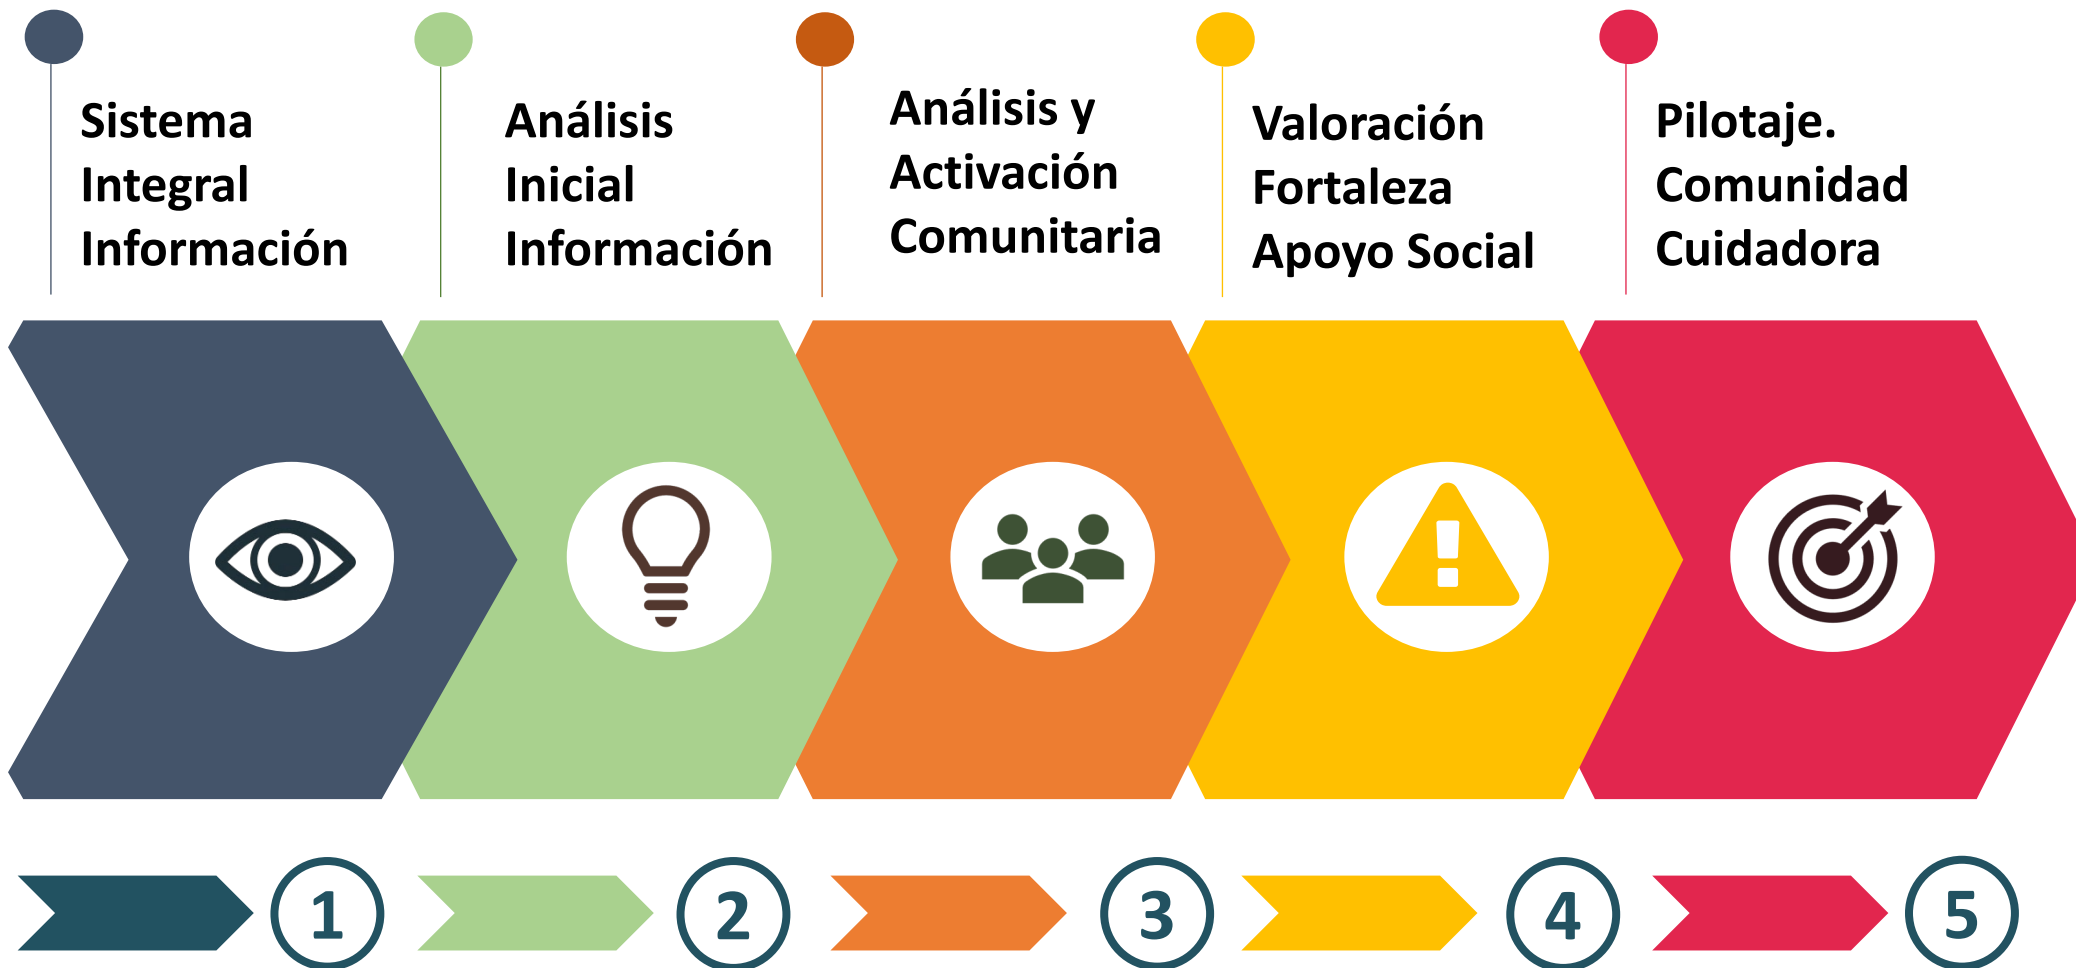 Sistema
Integral
Información
Análisis
Inicial
Información
Análisis y
Activación
Comunitaria
Valoración
Fortaleza
Apoyo Social
Pilotaje.
Comunidad
Cuidadora
1
2
3
4
5